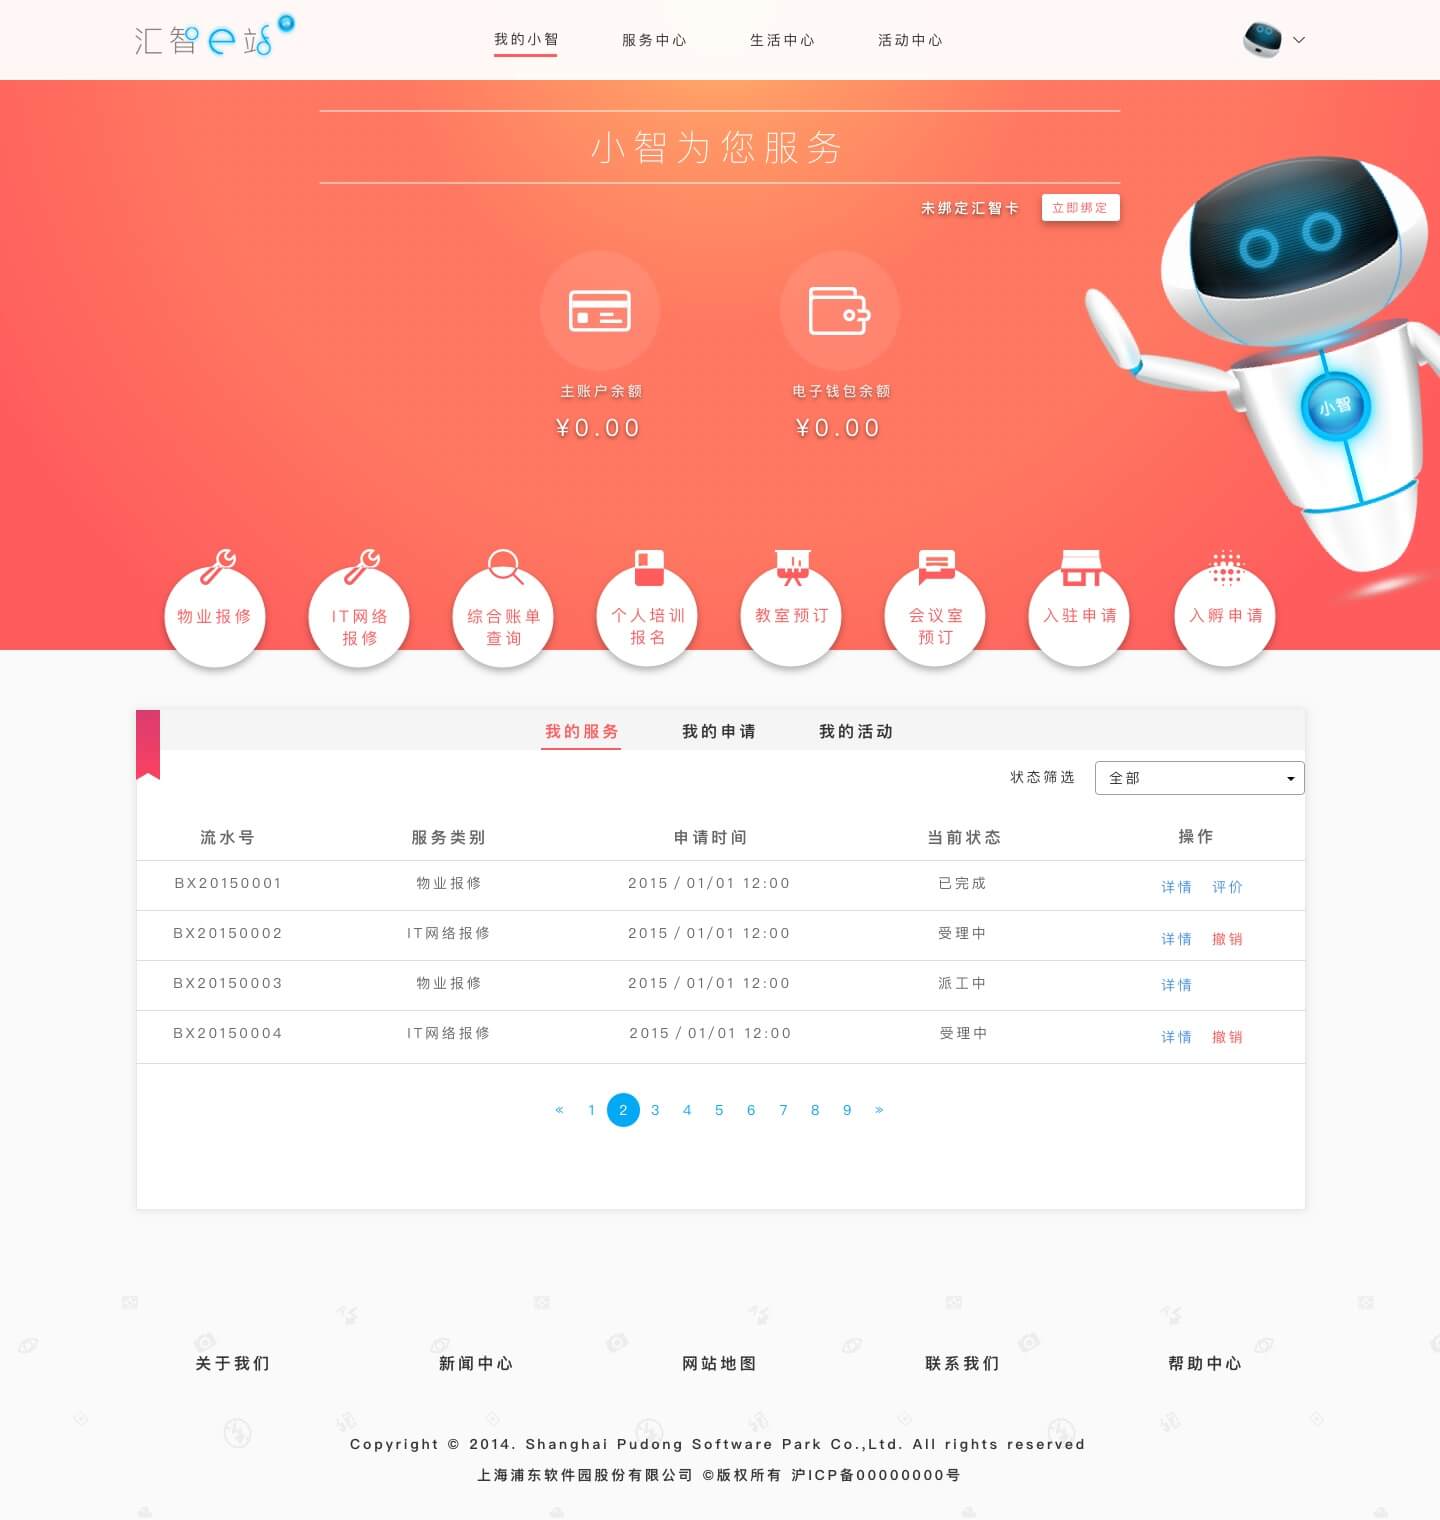 汇智e站
我的小智 服务中心 生活中心 活动中心
小智为您服务
未绑定汇智卡 立即绑定
主账户余额 电子钱包余额
¥0.00 ¥0.00
小智
物业报修
IT网络
报修
综合账单
查询
个人培训
报名
教室预订
会议室
预订
入驻申请
入孵申请
我的服务 我的申请 我的活动
状态筛选 全部
流水号 服务类别 申请时间 当前状态 操作
BX20150001 物业报修 2015 / 01/01 12:00 已完成 详情 评价
BX20150002 IT网络报修 2015 / 01/01 12:00 受理中 详情 撤销
BX20150003 物业报修 2015 / 01/01 12:00 派工中 详情
BX20150004 IT网络报修 2015 / 01/01 12:00 受理中 详情 撤销
« 1 2 3 4 5 6 7 8 9 »
关于我们 新闻中心 网站地图 联系我们 帮助中心
Copyright © 2014. Shanghai Pudong Software Park Co.,Ltd. All rights reserved
上海浦东软件园股份有限公司 ©版权所有 沪ICP备00000000号